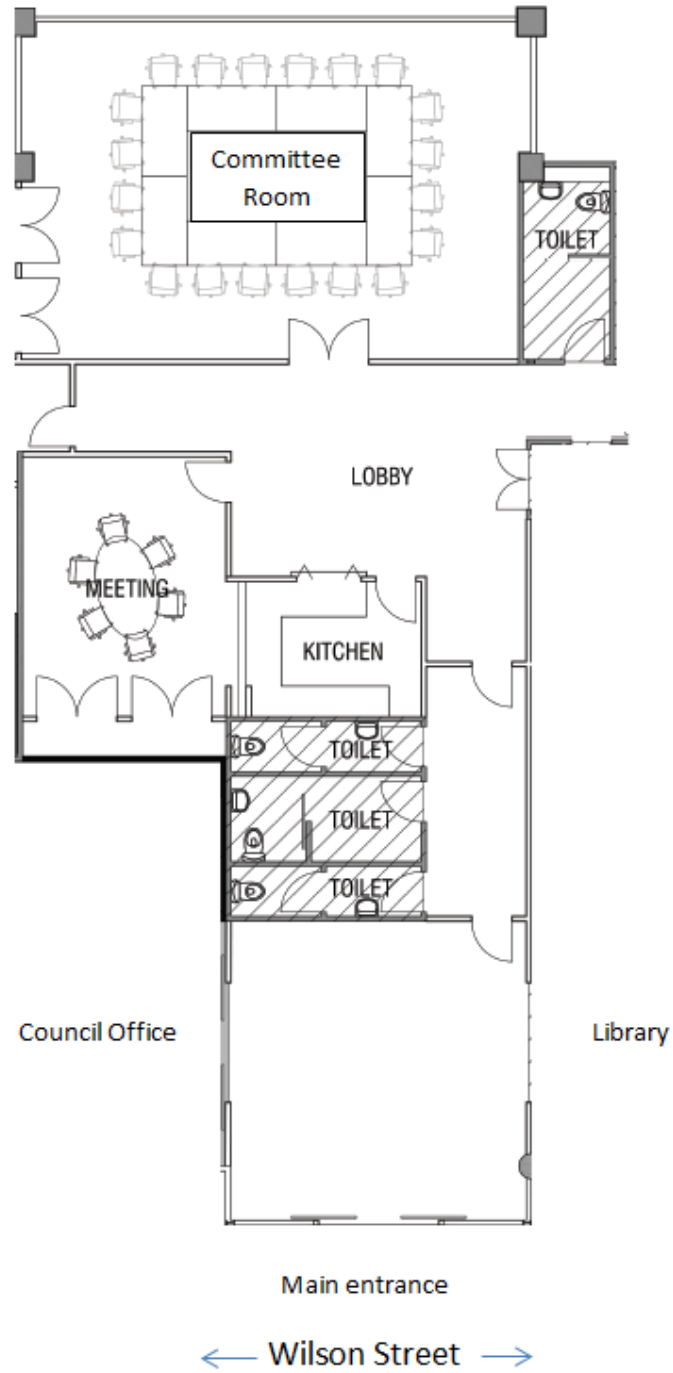 Committee
Room
TOILET
LOBBY
MEETING
KITCHEN
TOILET
TOILET
TOILET
Council Office
Library
Main entrance
Wilson Street